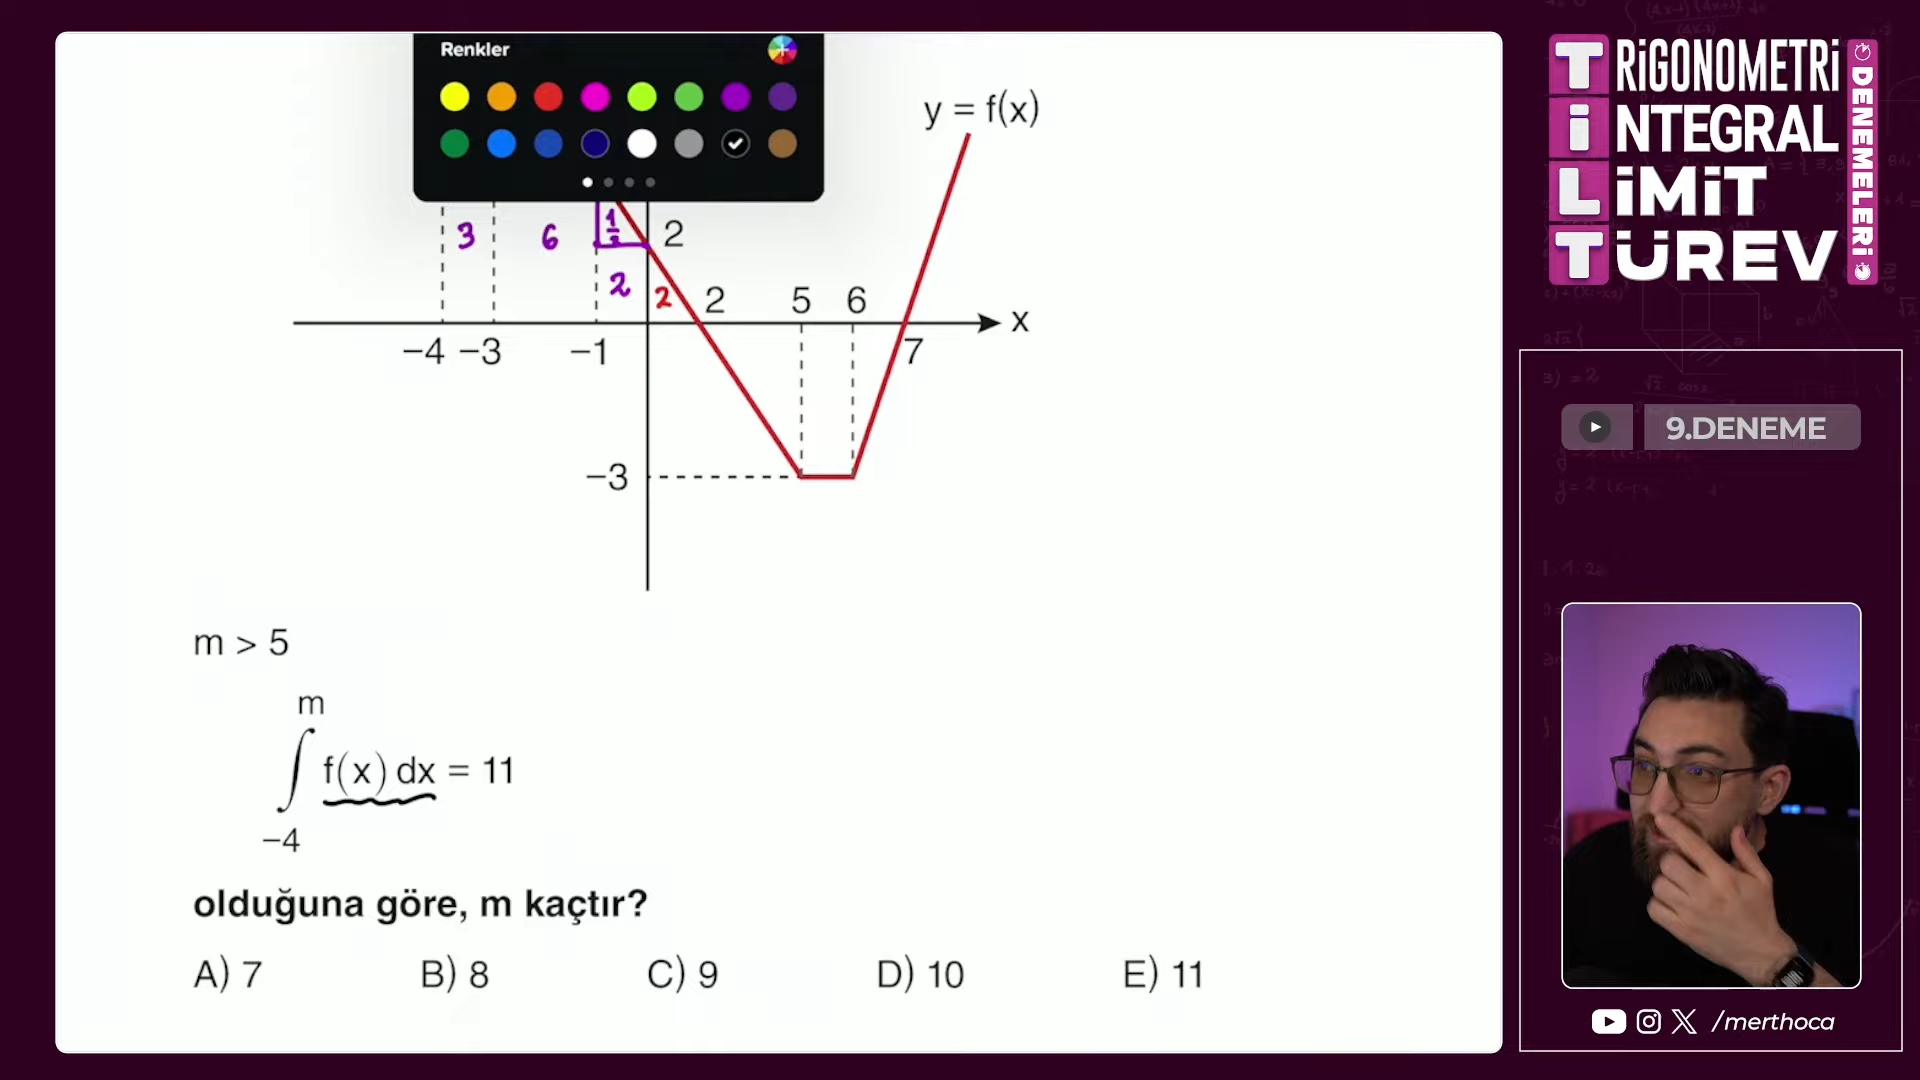 Renkler
y = f(x)
3 6 1/2 2
2 2 2 5 6
x
−4 −3 −1 7
−3
m > 5
m
∫ f(x) dx = 11
−4
olduğuna göre, m kaçtır?
A) 7 B) 8 C) 9 D) 10 E) 11
TRİGONOMETRİ
İNTEGRAL
LİMİT
TÜREV
DENEMELERİ
9.DENEME
/merthoca